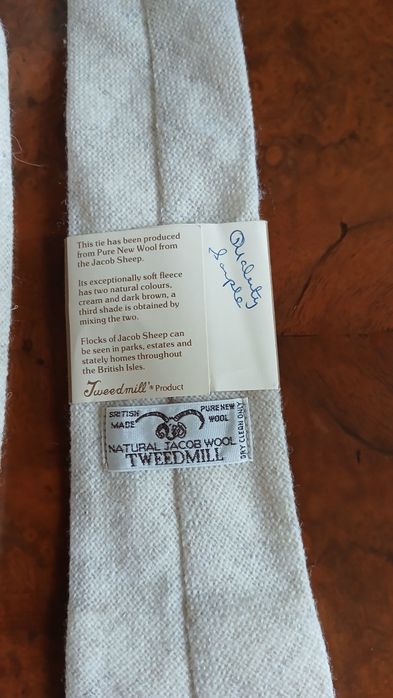 This tie has been produced
from Pure New Wool from
the Jacob Sheep.
Its exceptionally soft fleece
has two natural colours,
cream and dark brown, a
third shade is obtained by
mixing the two.
Flocks of Jacob Sheep can
be seen in parks, estates and
stately homes throughout
the British Isles.
Tweedmill's Product
Sample
BRITISH
MADE
PURE NEW
WOOL
NATURAL JACOB WOOL
TWEEDMILL
DRY CLEAN ONLY